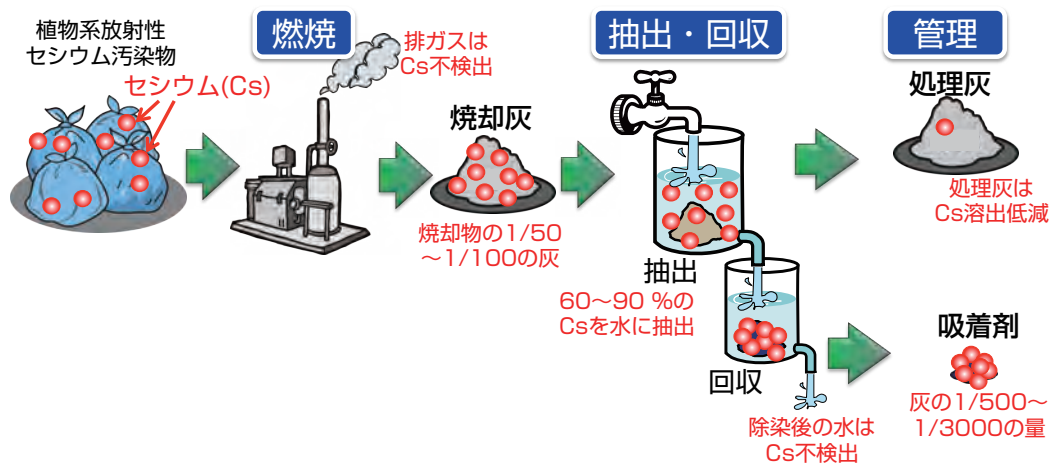 植物系放射性
セシウム汚染物
セシウム(Cs)
燃焼
排ガスは
Cs不検出
焼却灰
焼却物の1/50
～1/100の灰
抽出・回収
抽出
60～90 %の
Csを水に抽出
回収
除染後の水は
Cs不検出
管理
処理灰
処理灰は
Cs溶出低減
吸着剤
灰の1/500～
1/3000の量